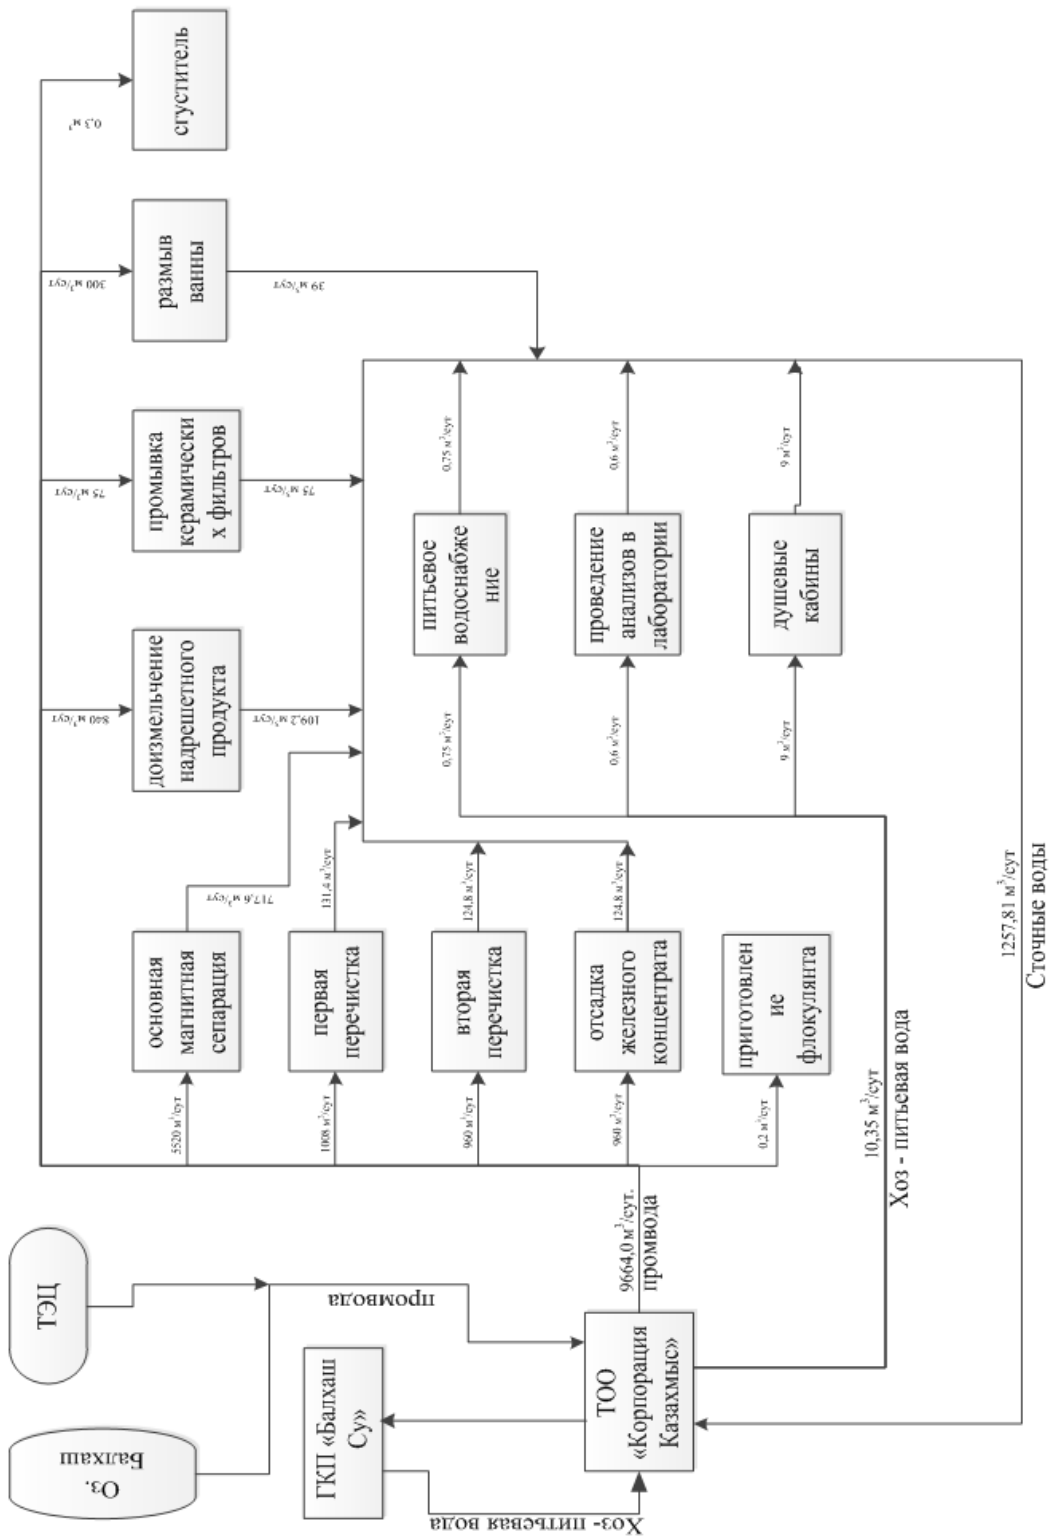 Оз.
Балхаш
ТЭЦ
промвода
ГКП «Балхаш
Су»
Хоз- питьевая вода
ТОО
«Корпорация
Казахмыс»
9664,0 м³/сут.
промвода
10,35 м³/сут
Хоз - питьевая вода
1257,81 м³/сут
Сточные воды
5520 м³/сут
основная
магнитная
сепарация
717,6 м³/сут
1008 м³/сут
первая
перечистка
131,4 м³/сут
960 м³/сут
вторая
перечистка
124,8 м³/сут
960 м³/сут
отсадка
железного
концентрата
124,8 м³/сут
0,2 м³/сут
приготовлен
ие
флокулянта
840 м³/сут
доизмельчение
надрешетного
продукта
109,2 м³/сут
75 м³/сут
промывка
керамически
х фильтров
75 м³/сут
300 м³/сут
размыв
ванны
39 м³/сут
0,3 м³
сгуститель
0,75 м³/сут
питьевое
водоснабже
ние
0,75 м³/сут
0,6 м³/сут
проведение
анализов в
лаборатории
0,6 м³/сут
9 м³/сут
душевые
кабины
9 м³/сут